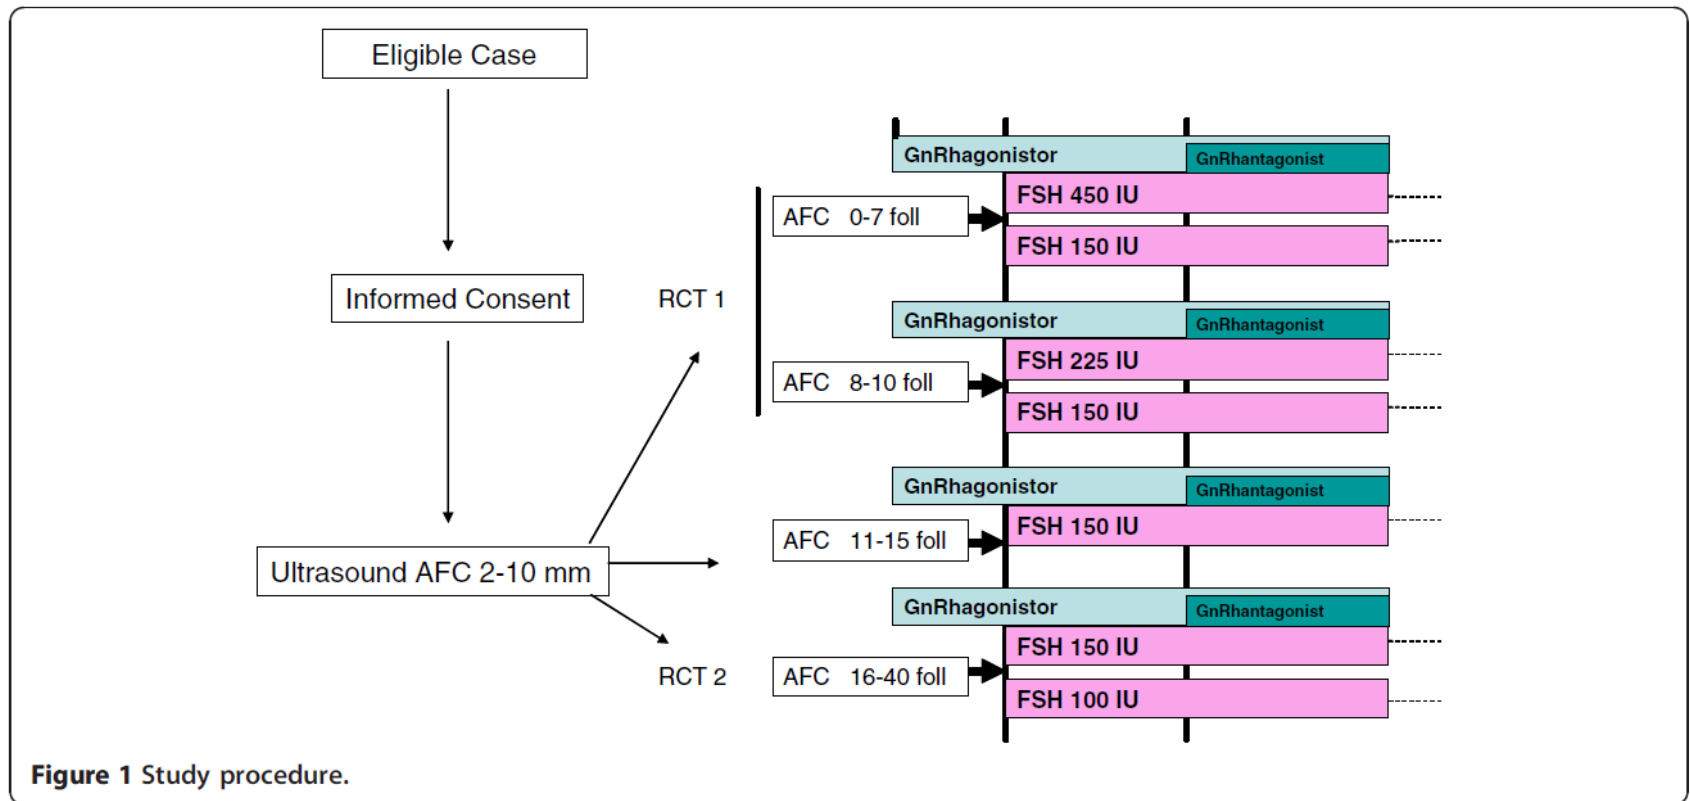 Eligible Case
Informed Consent
Ultrasound AFC 2-10 mm
RCT 1
RCT 2
GnRhagonistor
GnRhantagonist
AFC 0-7 foll
FSH 450 IU
FSH 150 IU
GnRhagonistor
GnRhantagonist
AFC 8-10 foll
FSH 225 IU
FSH 150 IU
GnRhagonistor
GnRhantagonist
AFC 11-15 foll
FSH 150 IU
GnRhagonistor
GnRhantagonist
AFC 16-40 foll
FSH 150 IU
FSH 100 IU
Figure 1 Study procedure.